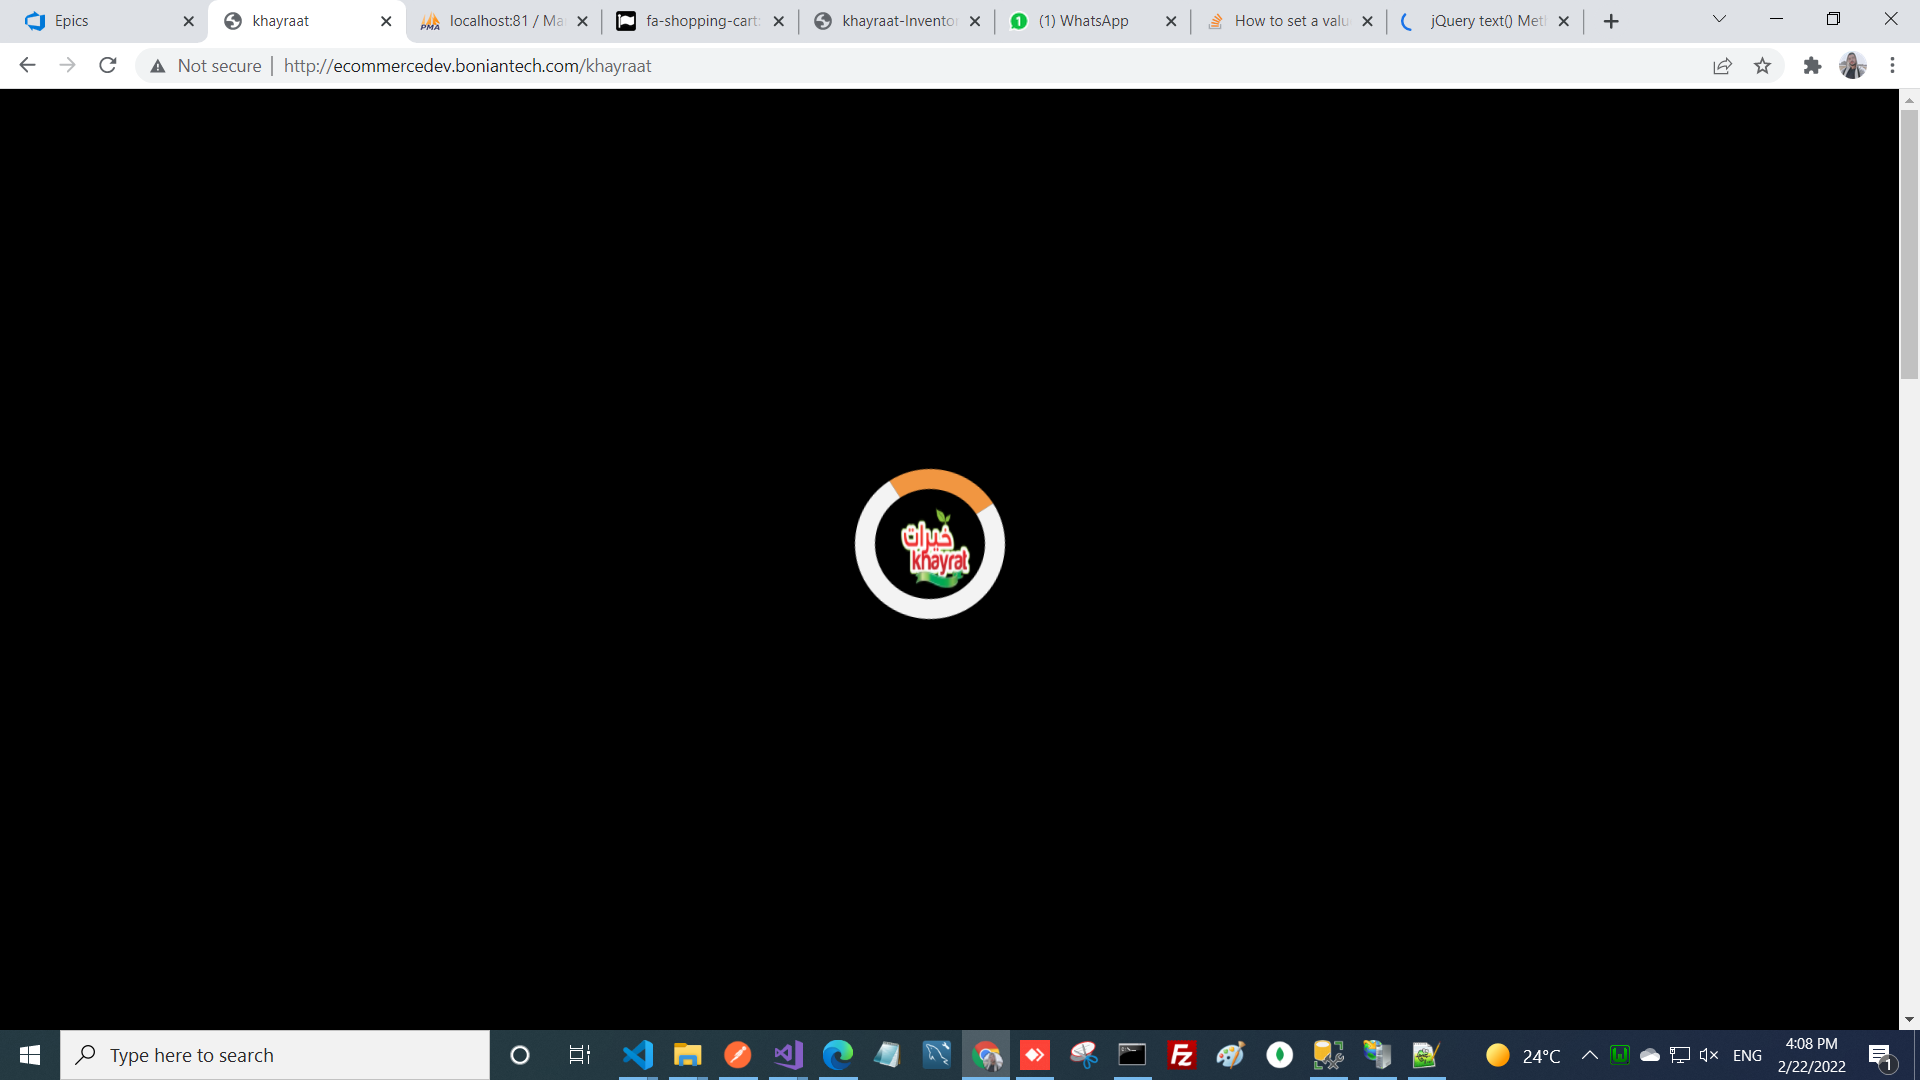 Epics
khayraat
localhost:81 / Ma
fa-shopping-cart:
khayraat-Invento
(1) WhatsApp
How to set a valu
jQuery text() Met
Not secure | http://ecommercedev.boniantech.com/khayraat
خيرات
khayrat
Type here to search
24°C
ENG
4:08 PM
2/22/2022
1